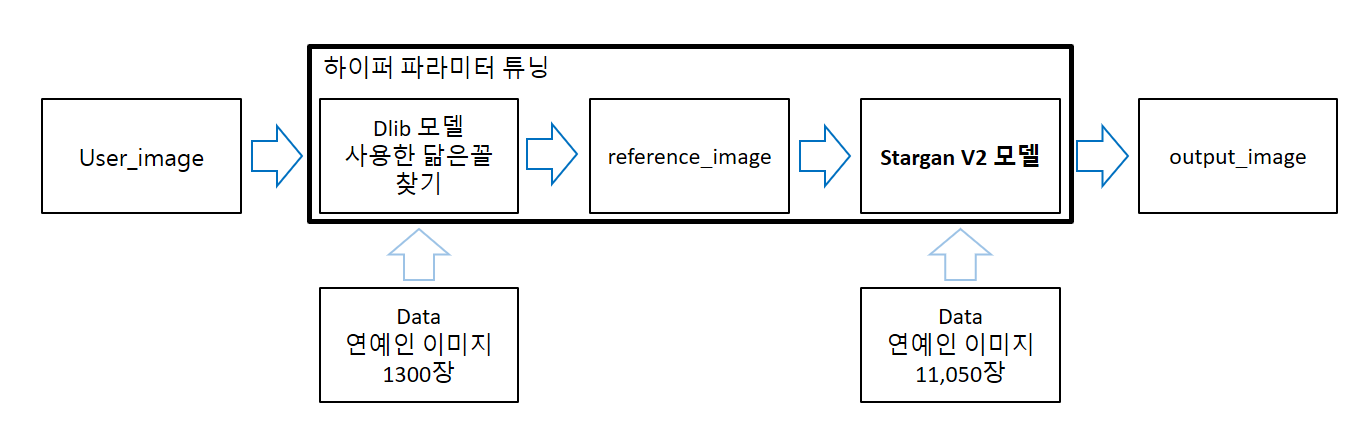 하이퍼 파라미터 튜닝
User_image
Dlib 모델
사용한 닮은꼴
찾기
reference_image
Stargan V2 모델
output_image
Data
연예인 이미지
1300장
Data
연예인 이미지
11,050장